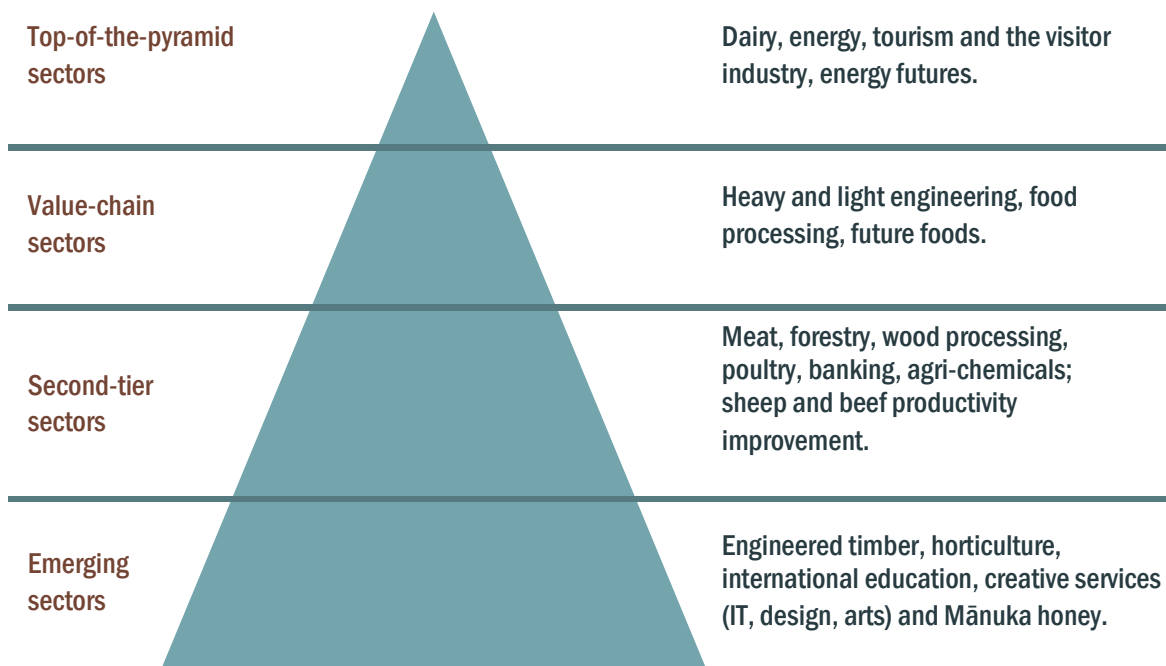 Top-of-the-pyramid
sectors
Dairy, energy, tourism and the visitor
industry, energy futures.
Value-chain
sectors
Heavy and light engineering, food
processing, future foods.
Second-tier
sectors
Meat, forestry, wood processing,
poultry, banking, agri-chemicals;
sheep and beef productivity
improvement.
Emerging
sectors
Engineered timber, horticulture,
international education, creative services
(IT, design, arts) and Mānuka honey.